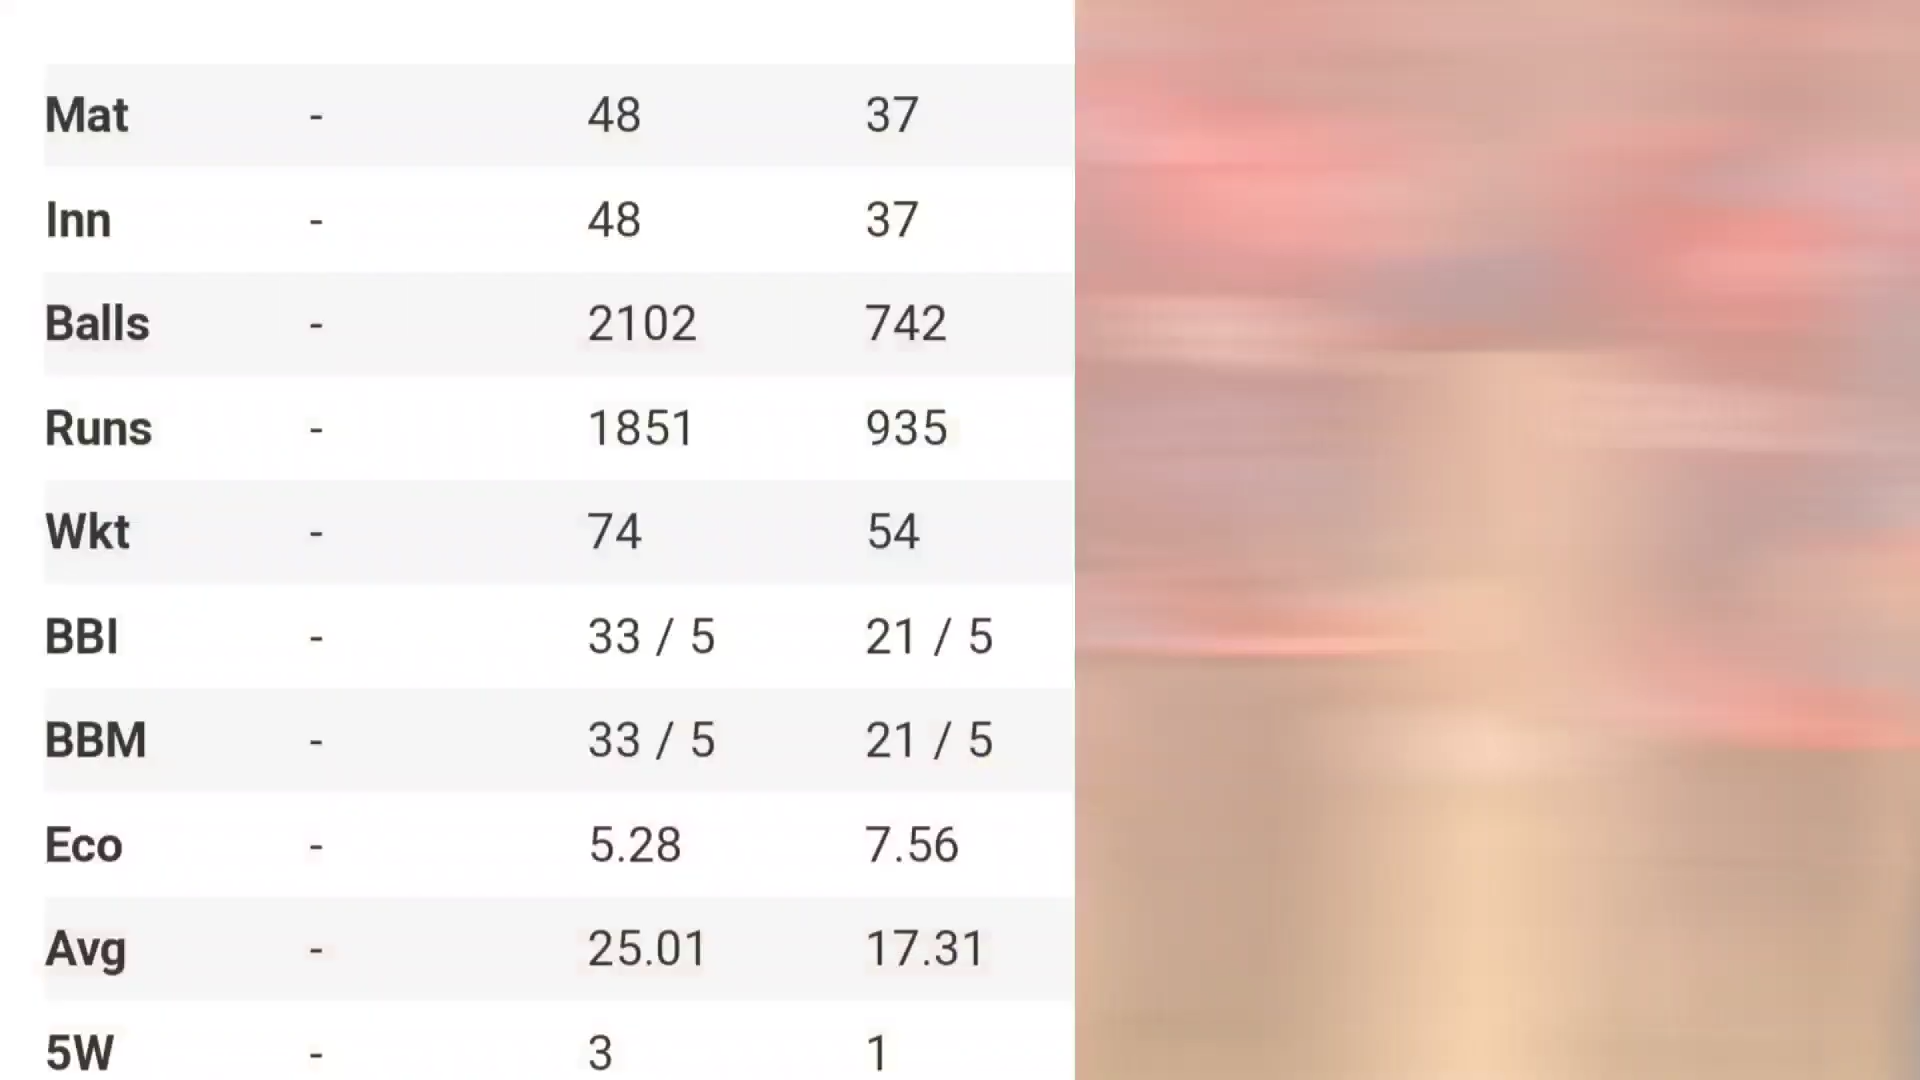 Mat - 48 37
Inn - 48 37
Balls - 2102 742
Runs - 1851 935
Wkt - 74 54
BBI - 33 / 5 21 / 5
BBM - 33 / 5 21 / 5
Eco - 5.28 7.56
Avg - 25.01 17.31
5W - 3 1